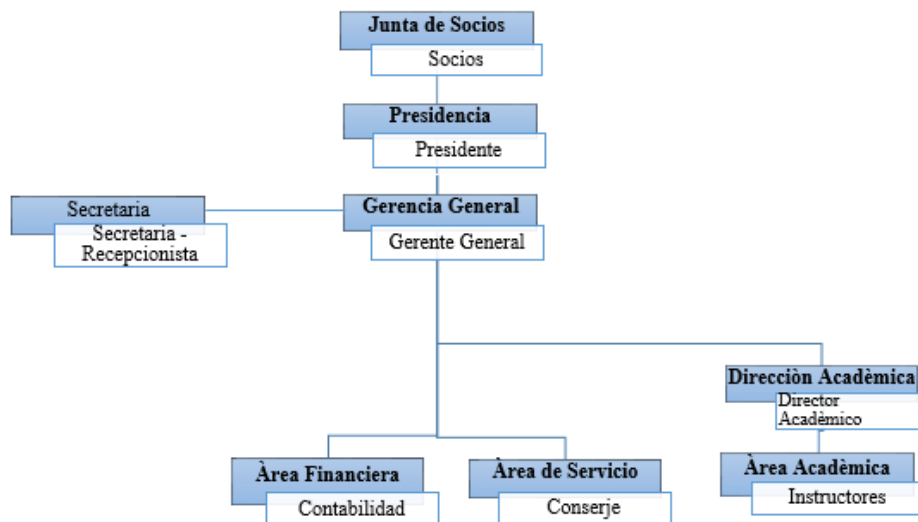 Junta de Socios
Socios
Presidencia
Presidente
Secretaria
Secretaria -
Recepcionista
Gerencia General
Gerente General
Direcciòn Acadèmica
Director
Acadèmico
Àrea Financiera
Contabilidad
Àrea de Servicio
Conserje
Àrea Acadèmica
Instructores